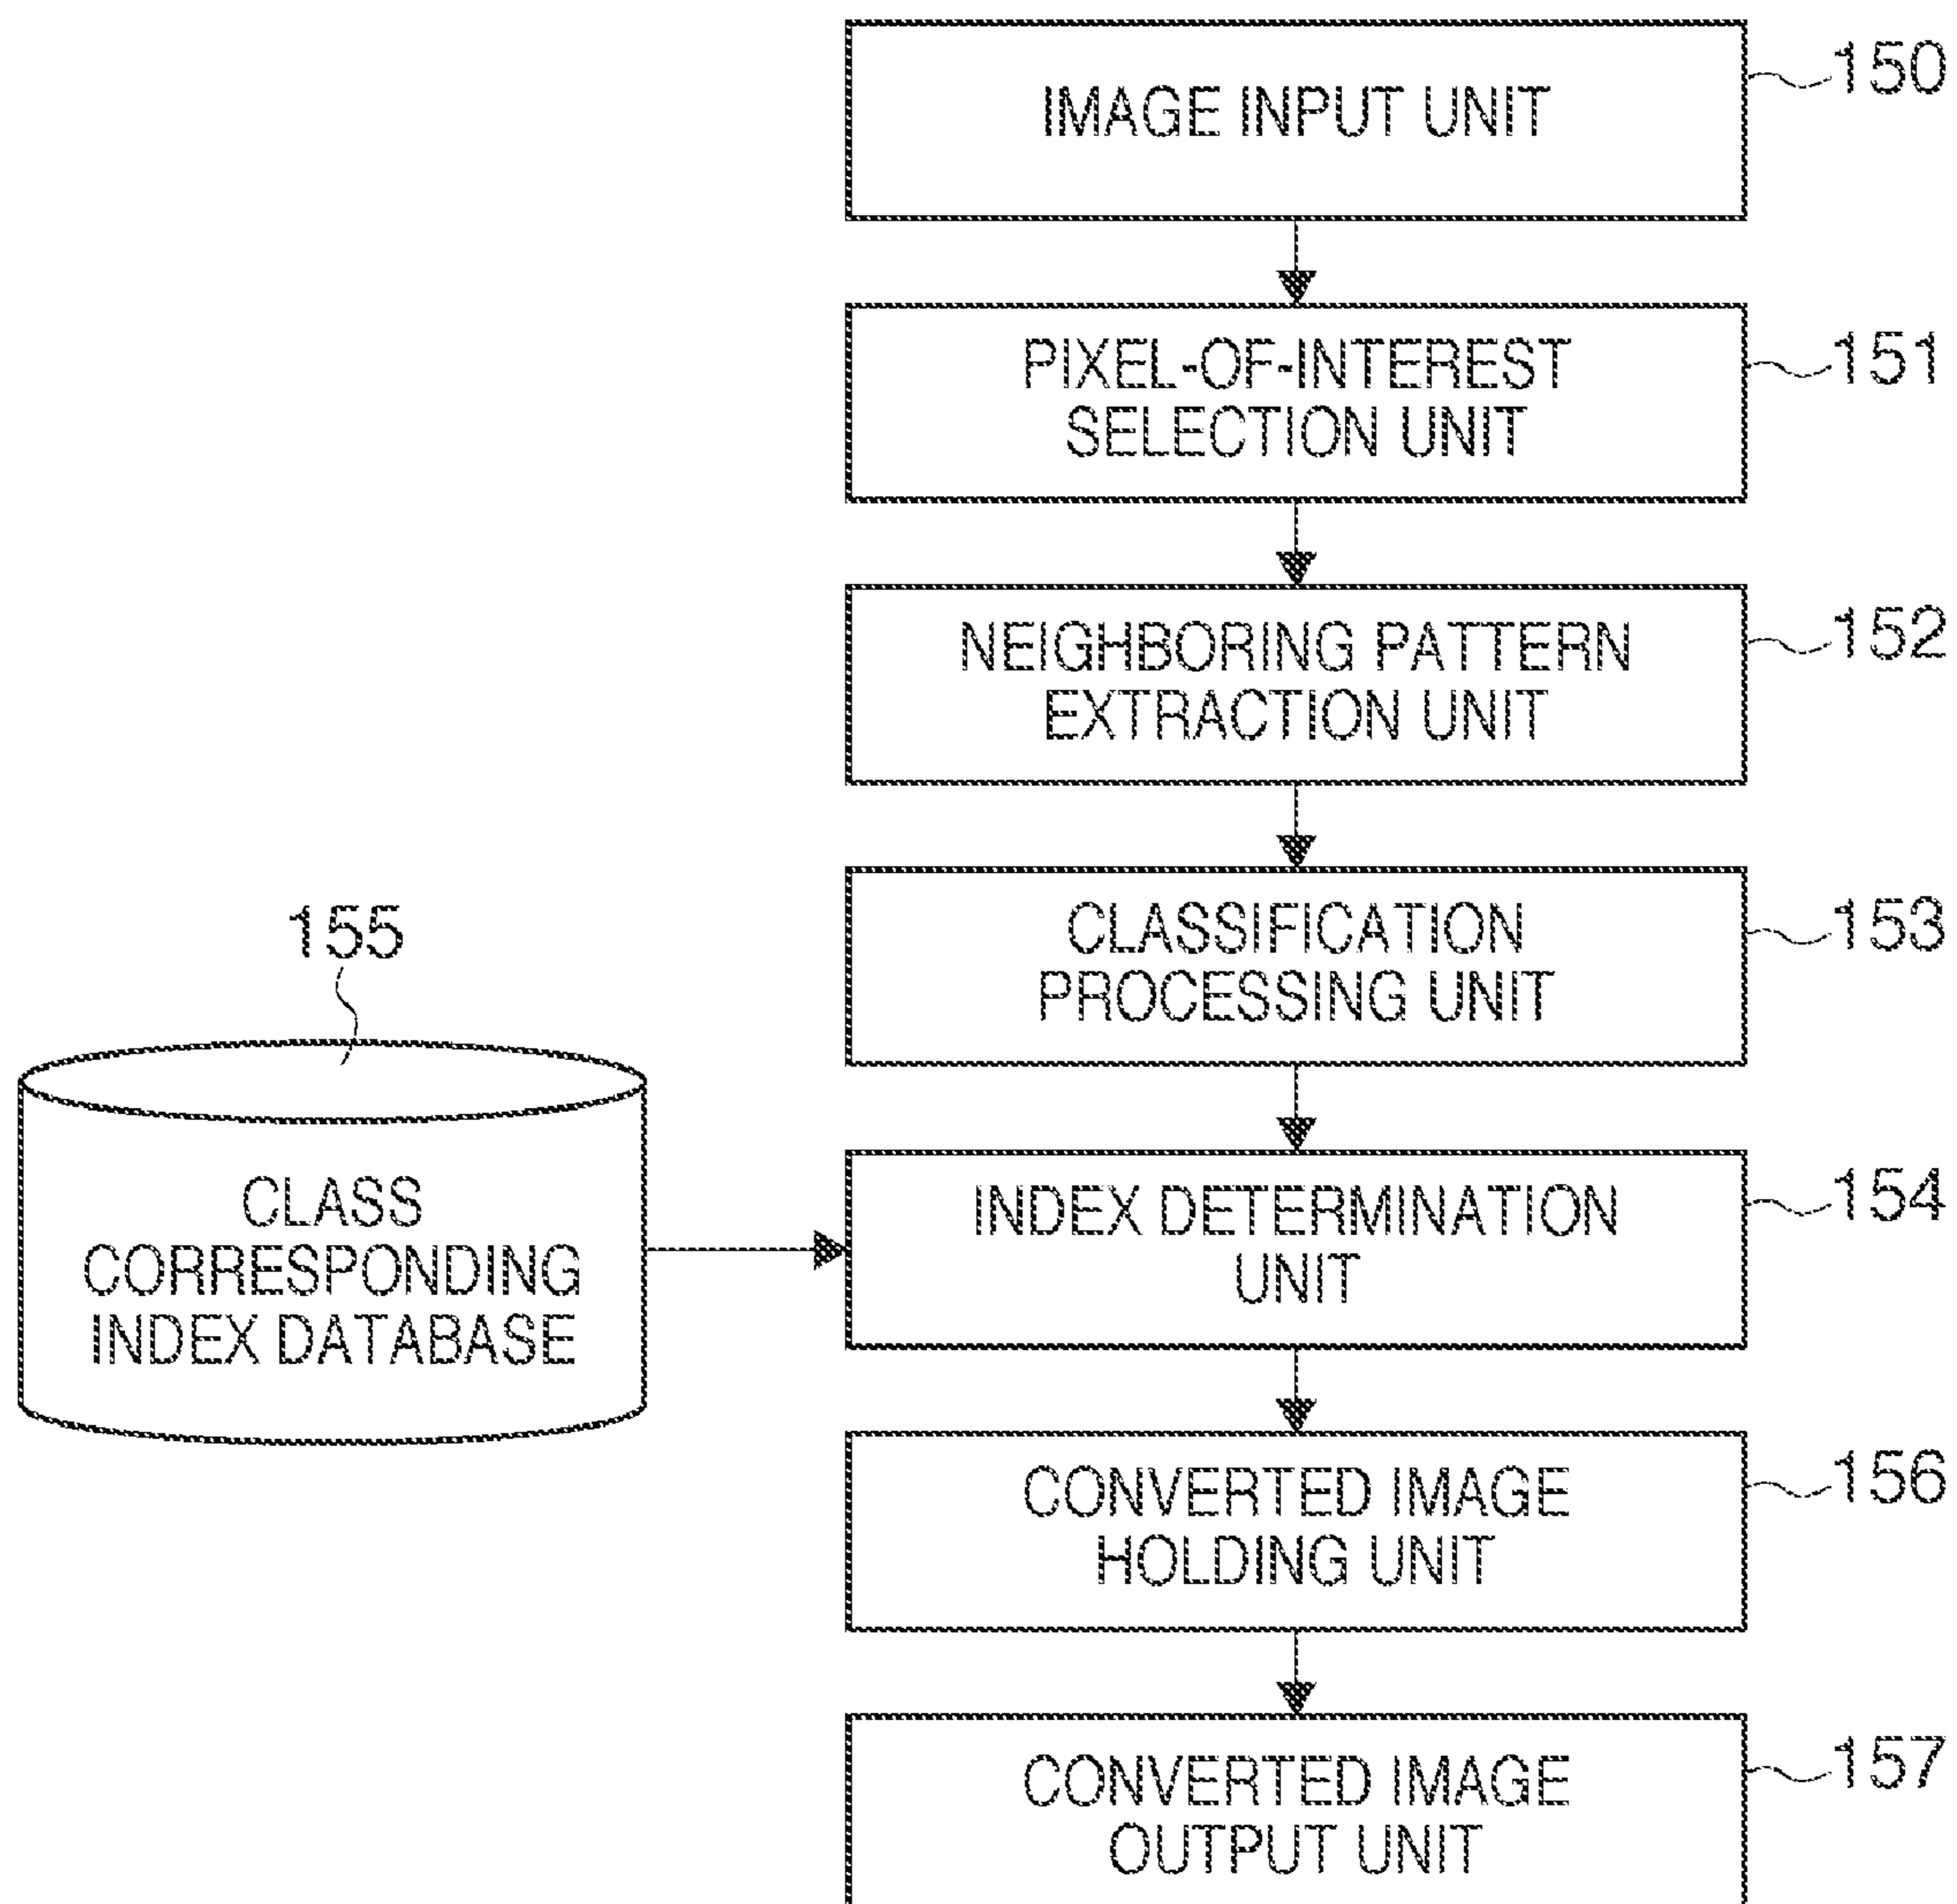 IMAGE INPUT UNIT
150
PIXEL-OF-INTEREST
SELECTION UNIT
151
NEIGHBORING PATTERN
EXTRACTION UNIT
152
CLASSIFICATION
PROCESSING UNIT
153
155
CLASS
CORRESPONDING
INDEX DATABASE
INDEX DETERMINATION
UNIT
154
CONVERTED IMAGE
HOLDING UNIT
156
CONVERTED IMAGE
OUTPUT UNIT
157